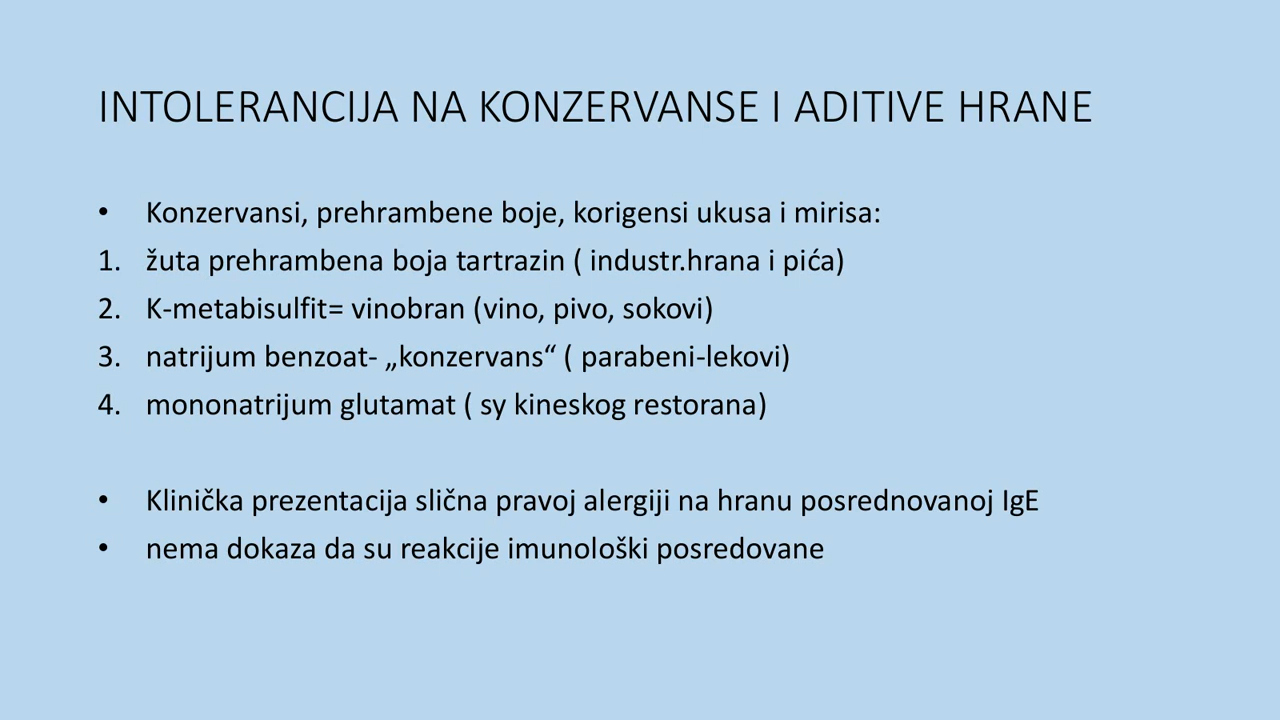 INTOLERANCIJA NA KONZERVANSE I ADITIVE HRANE
• Konzervansi, prehrambene boje, korigensi ukusa i mirisa:
1. žuta prehrambena boja tartrazin ( industr.hrana i pića)
2. K-metabisulfit= vinobran (vino, pivo, sokovi)
3. natrijum benzoat- „konzervans“ ( parabeni-lekovi)
4. mononatrijum glutamat ( sy kineskog restorana)
• Klinička prezentacija slična pravoj alergiji na hranu posrednovanoj IgE
• nema dokaza da su reakcije imunološki posredovane